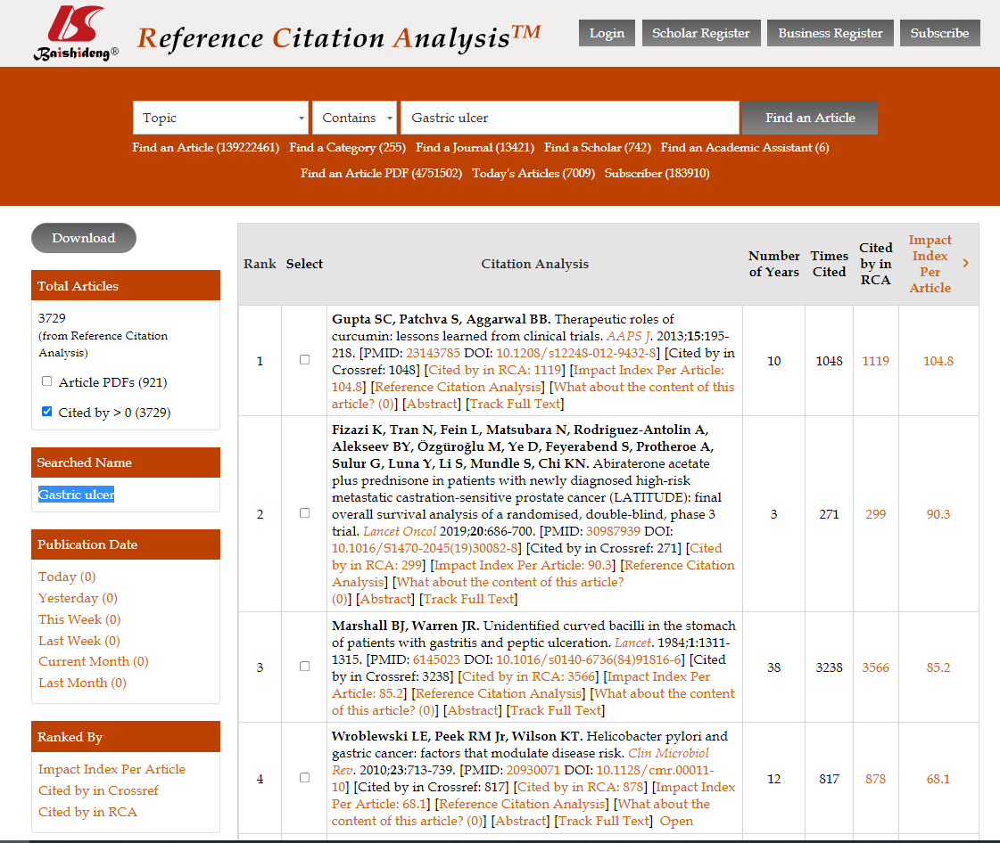 Baishideng®
Reference Citation Analysis™
Login
Scholar Register
Business Register
Subscribe
Topic
Contains
Gastric ulcer
Find an Article
Find an Article (139222461) Find a Category (255) Find a Journal (13421) Find a Scholar (742) Find an Academic Assistant (6)
Find an Article PDF (4751502) Today's Articles (7009) Subscriber (183910)
Download
Total Articles
3729
(from Reference Citation
Analysis)
Article PDFs (921)
Cited by > 0 (3729)
Searched Name
Gastric ulcer
Publication Date
Today (0)
Yesterday (0)
This Week (0)
Last Week (0)
Current Month (0)
Last Month (0)
Ranked By
Impact Index Per Article
Cited by in Crossref
Cited by in RCA
Rank
Select
Citation Analysis
Number
of Years
Times
Cited
Cited
by in
RCA
Impact
Index
Per
Article
1
Gupta SC, Patchva S, Aggarwal BB. Therapeutic roles of
curcumin: lessons learned from clinical trials. AAPS J. 2013;15:195-
218. [PMID: 23143785 DOI: 10.1208/s12248-012-9432-8] [Cited by in
Crossref: 1048] [Cited by in RCA: 1119] [Impact Index Per Article:
104.8] [Reference Citation Analysis] [What about the content of this
article? (0)] [Abstract] [Track Full Text]
10
1048
1119
104.8
2
Fizazi K, Tran N, Fein L, Matsubara N, Rodriguez-Antolin A,
Alekseev BY, Özgüroğlu M, Ye D, Feyerabend S, Protheroe A,
Sulur G, Luna Y, Li S, Mundle S, Chi KN. Abiraterone acetate
plus prednisone in patients with newly diagnosed high-risk
metastatic castration-sensitive prostate cancer (LATITUDE): final
overall survival analysis of a randomised, double-blind, phase 3
trial. Lancet Oncol 2019;20:686-700. [PMID: 30987939 DOI:
10.1016/S1470-2045(19)30082-8] [Cited by in Crossref: 271] [Cited
by in RCA: 299] [Impact Index Per Article: 90.3] [Reference Citation
Analysis] [What about the content of this article?
(0)] [Abstract] [Track Full Text]
3
271
299
90.3
3
Marshall BJ, Warren JR. Unidentified curved bacilli in the stomach
of patients with gastritis and peptic ulceration. Lancet. 1984;1:1311-
1315. [PMID: 6145023 DOI: 10.1016/s0140-6736(84)91816-6] [Cited
by in Crossref: 3238] [Cited by in RCA: 3566] [Impact Index Per
Article: 85.2] [Reference Citation Analysis] [What about the content
of this article? (0)] [Abstract] [Track Full Text]
38
3238
3566
85.2
4
Wroblewski LE, Peek RM Jr, Wilson KT. Helicobacter pylori and
gastric cancer: factors that modulate disease risk. Clin Microbiol
Rev. 2010;23:713-739. [PMID: 20930071 DOI: 10.1128/cmr.00011-
10] [Cited by in Crossref: 817] [Cited by in RCA: 878] [Impact Index
Per Article: 68.1] [Reference Citation Analysis] [What about the
content of this article? (0)] [Abstract] [Track Full Text] Open
12
817
878
68.1